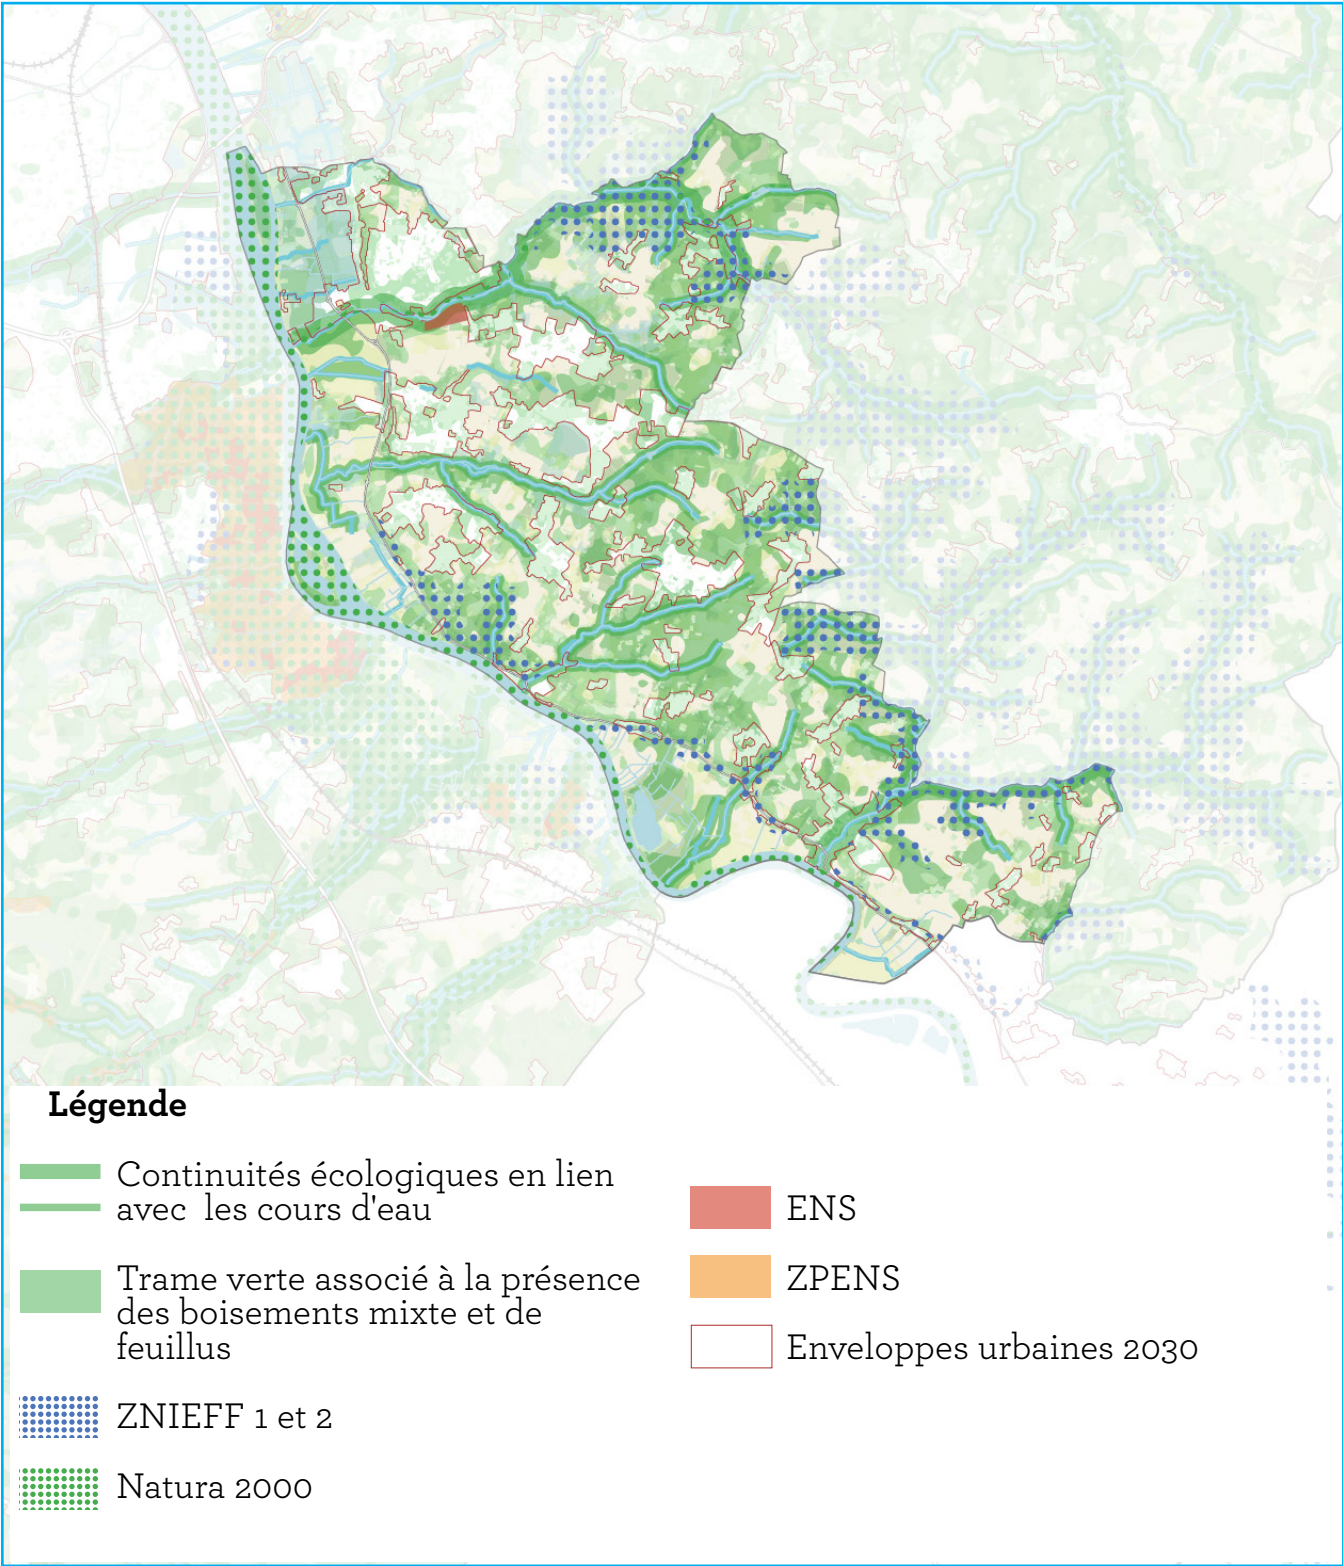 Légende
Continuités écologiques en lien
avec les cours d'eau
Trame verte associé à la présence
des boisements mixte et de
feuillus
ZNIEFF 1 et 2
Natura 2000
ENS
ZPENS
Enveloppes urbaines 2030